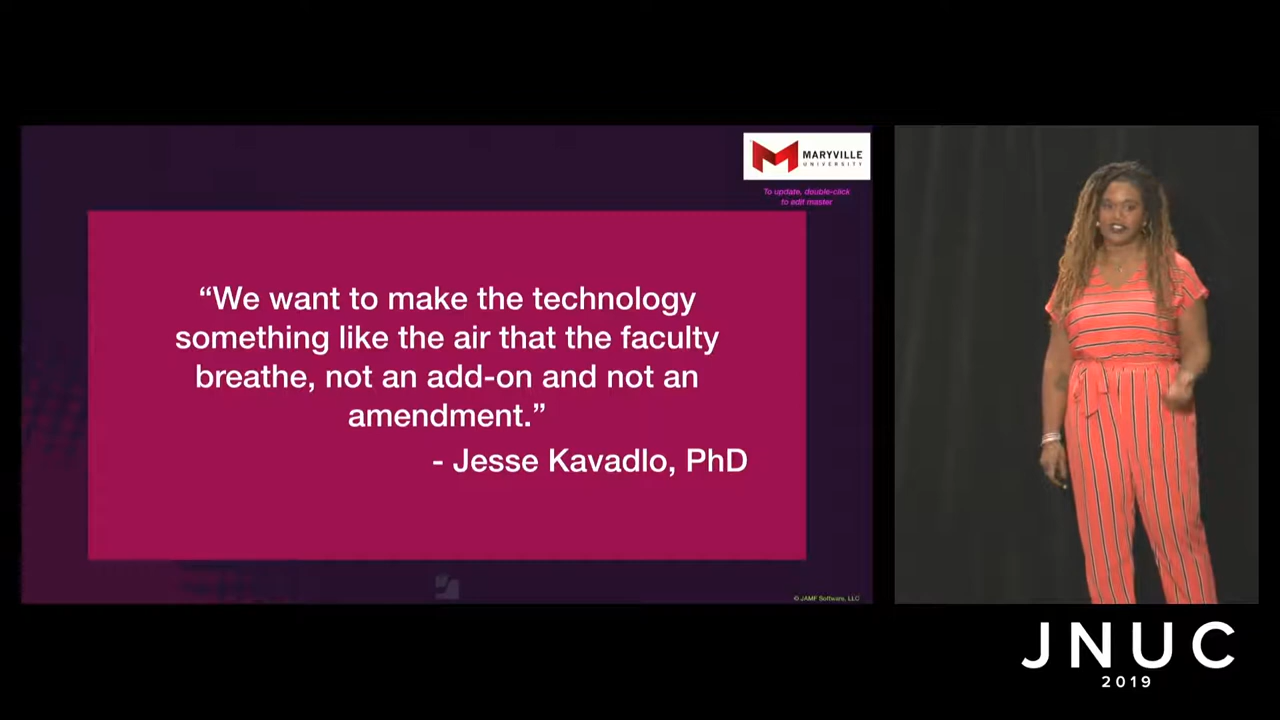 MARYVILLE
UNIVERSITY
To update, double-click
to edit master
“We want to make the technology
something like the air that the faculty
breathe, not an add-on and not an
amendment.”
- Jesse Kavadlo, PhD
© JAMF Software, LLC
JNUC
2019